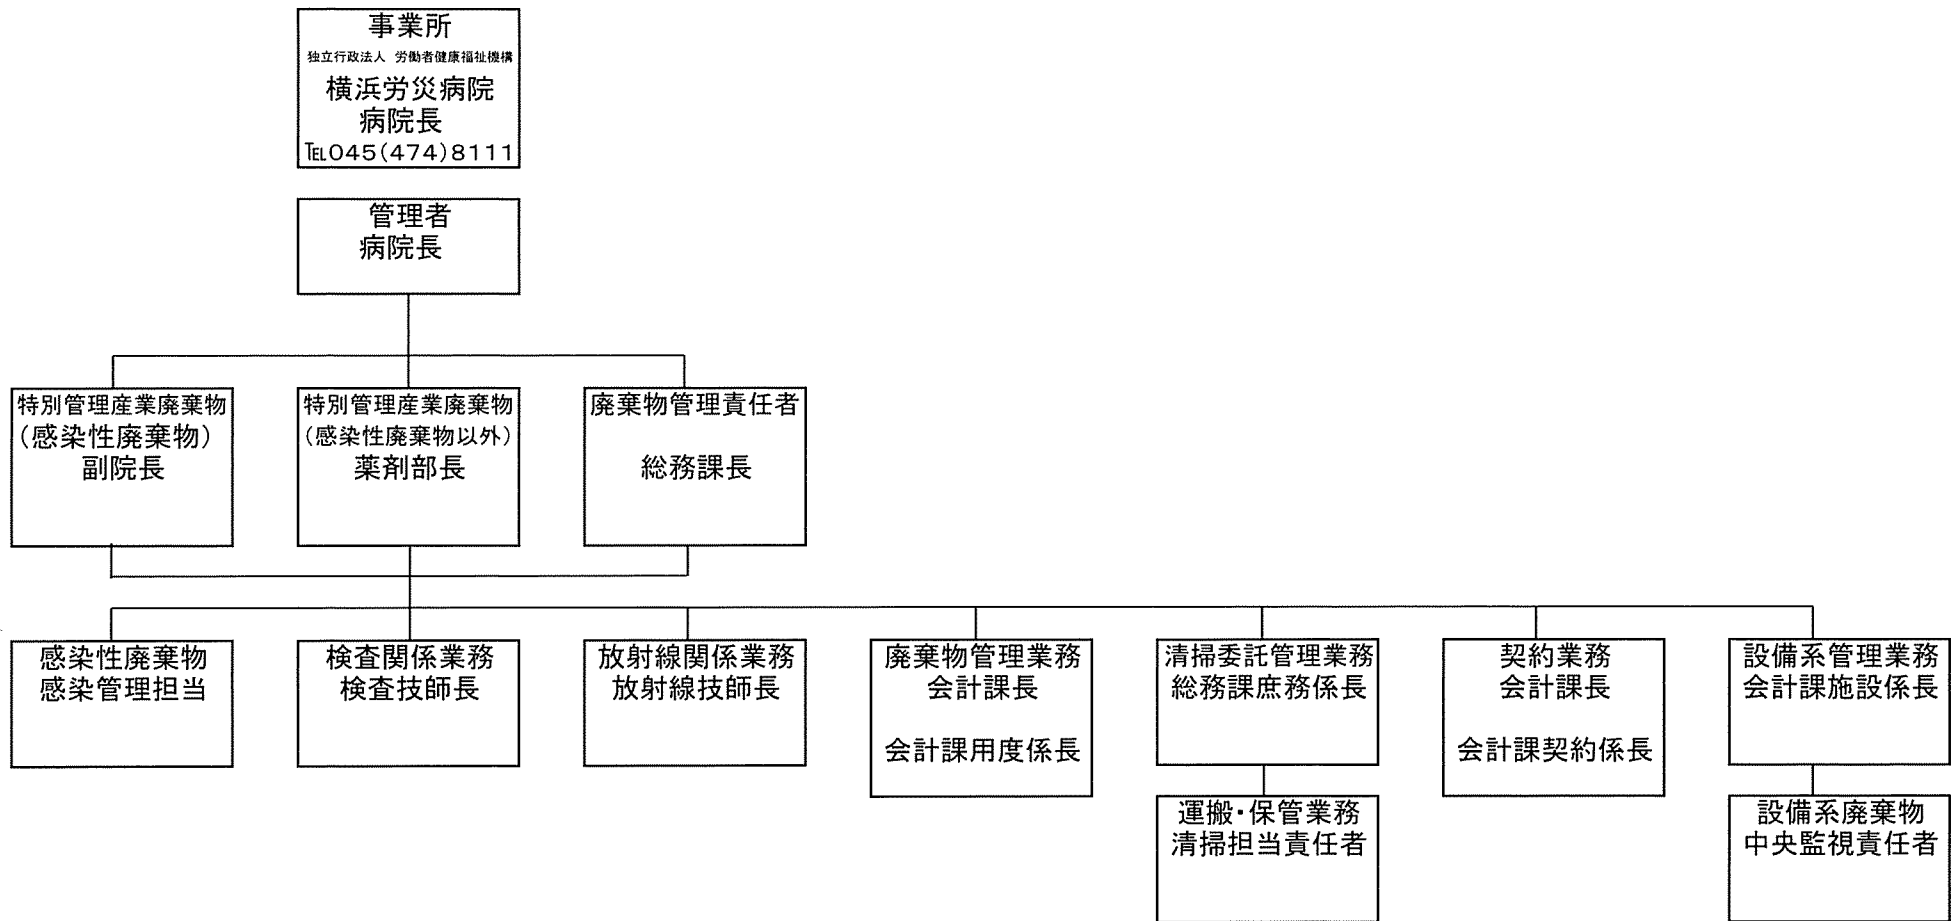 事業所
独立行政法人 労働者健康福祉機構
横浜労災病院
病院長
℡045(474)8111
管理者
病院長
特別管理産業廃棄物
(感染性廃棄物)
副院長
特別管理産業廃棄物
(感染性廃棄物以外)
薬剤部長
廃棄物管理責任者
総務課長
感染性廃棄物
感染管理担当
検査関係業務
検査技師長
放射線関係業務
放射線技師長
廃棄物管理業務
会計課長
会計課用度係長
清掃委託管理業務
総務課庶務係長
契約業務
会計課長
会計課契約係長
設備系管理業務
会計課施設係長
運搬・保管業務
清掃担当責任者
設備系廃棄物
中央監視責任者